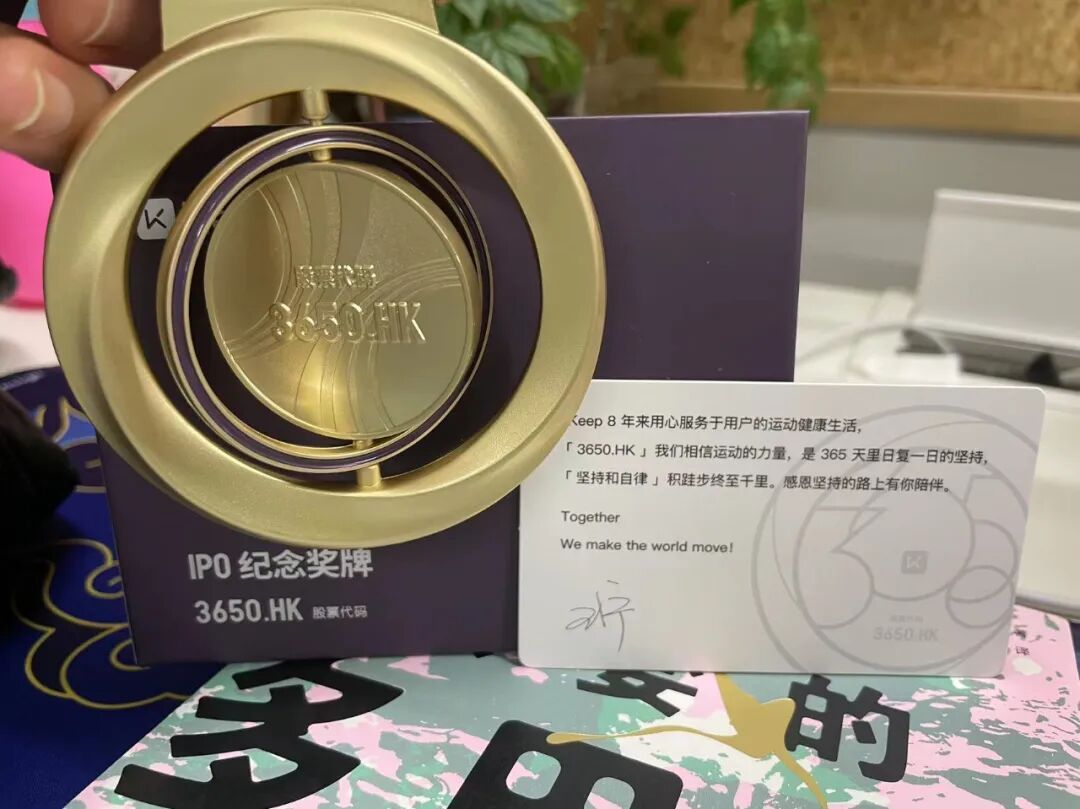 股票代码
3650.HK
IPO 纪念奖牌
3650.HK 股票代码
Keep 8 年来用心服务于用户的运动健康生活，
「 3650.HK 」我们相信运动的力量，是 365 天里日复一日的坚持，
「 坚持和自律 」积跬步终至千里。感恩坚持的路上有你陪伴。
Together
We make the world move!
股票代码
3650.HK
的
译